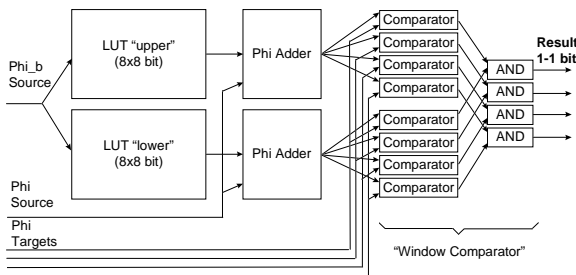 Phi_b
Source
LUT “upper”
(8x8 bit)
Phi Adder
LUT “lower”
(8x8 bit)
Phi Adder
Phi
Source
Phi
Targets
Comparator
Comparator
Comparator
Comparator
Comparator
Comparator
Comparator
Comparator
AND
AND
AND
AND
Result
1-1 bit
“Window Comparator”